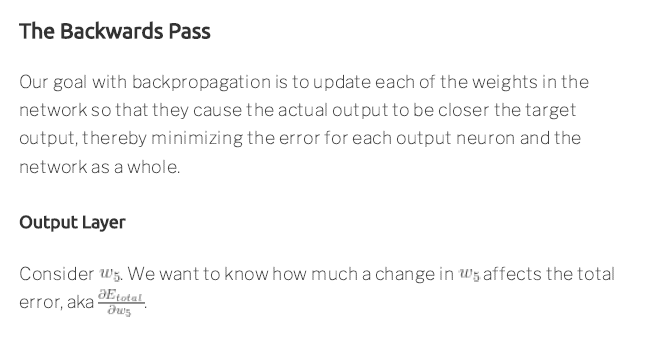 The Backwards Pass
Our goal with backpropagation is to update each of the weights in the
network so that they cause the actual output to be closer the target
output, thereby minimizing the error for each output neuron and the
network as a whole.
Output Layer
Consider w₅. We want to know how much a change in w₅ affects the total
error, aka ∂E_total/∂w₅.